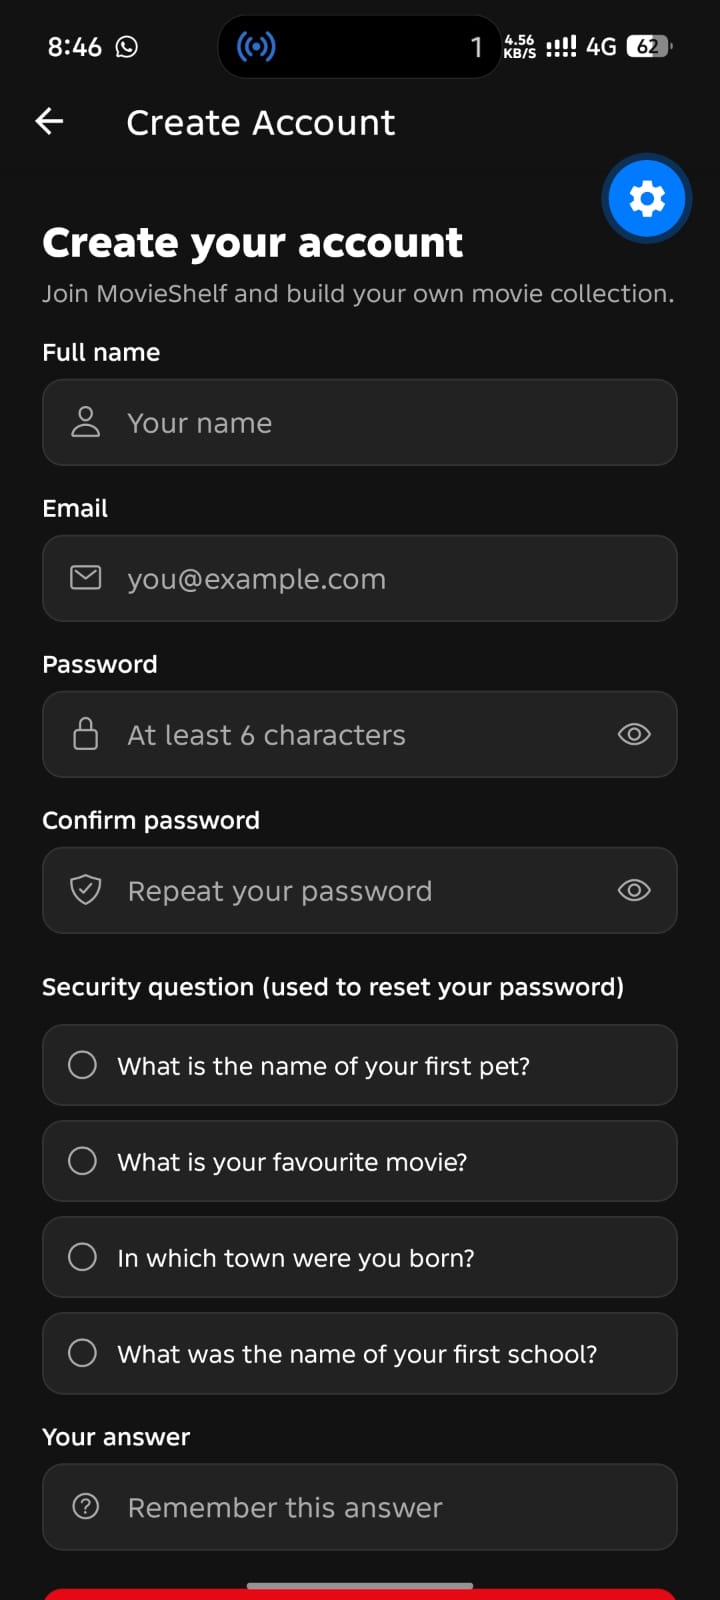 8:46
1
4.56
KB/S
4G
62
Create Account
Create your account
Join MovieShelf and build your own movie collection.
Full name
Your name
Email
you@example.com
Password
At least 6 characters
Confirm password
Repeat your password
Security question (used to reset your password)
What is the name of your first pet?
What is your favourite movie?
In which town were you born?
What was the name of your first school?
Your answer
Remember this answer